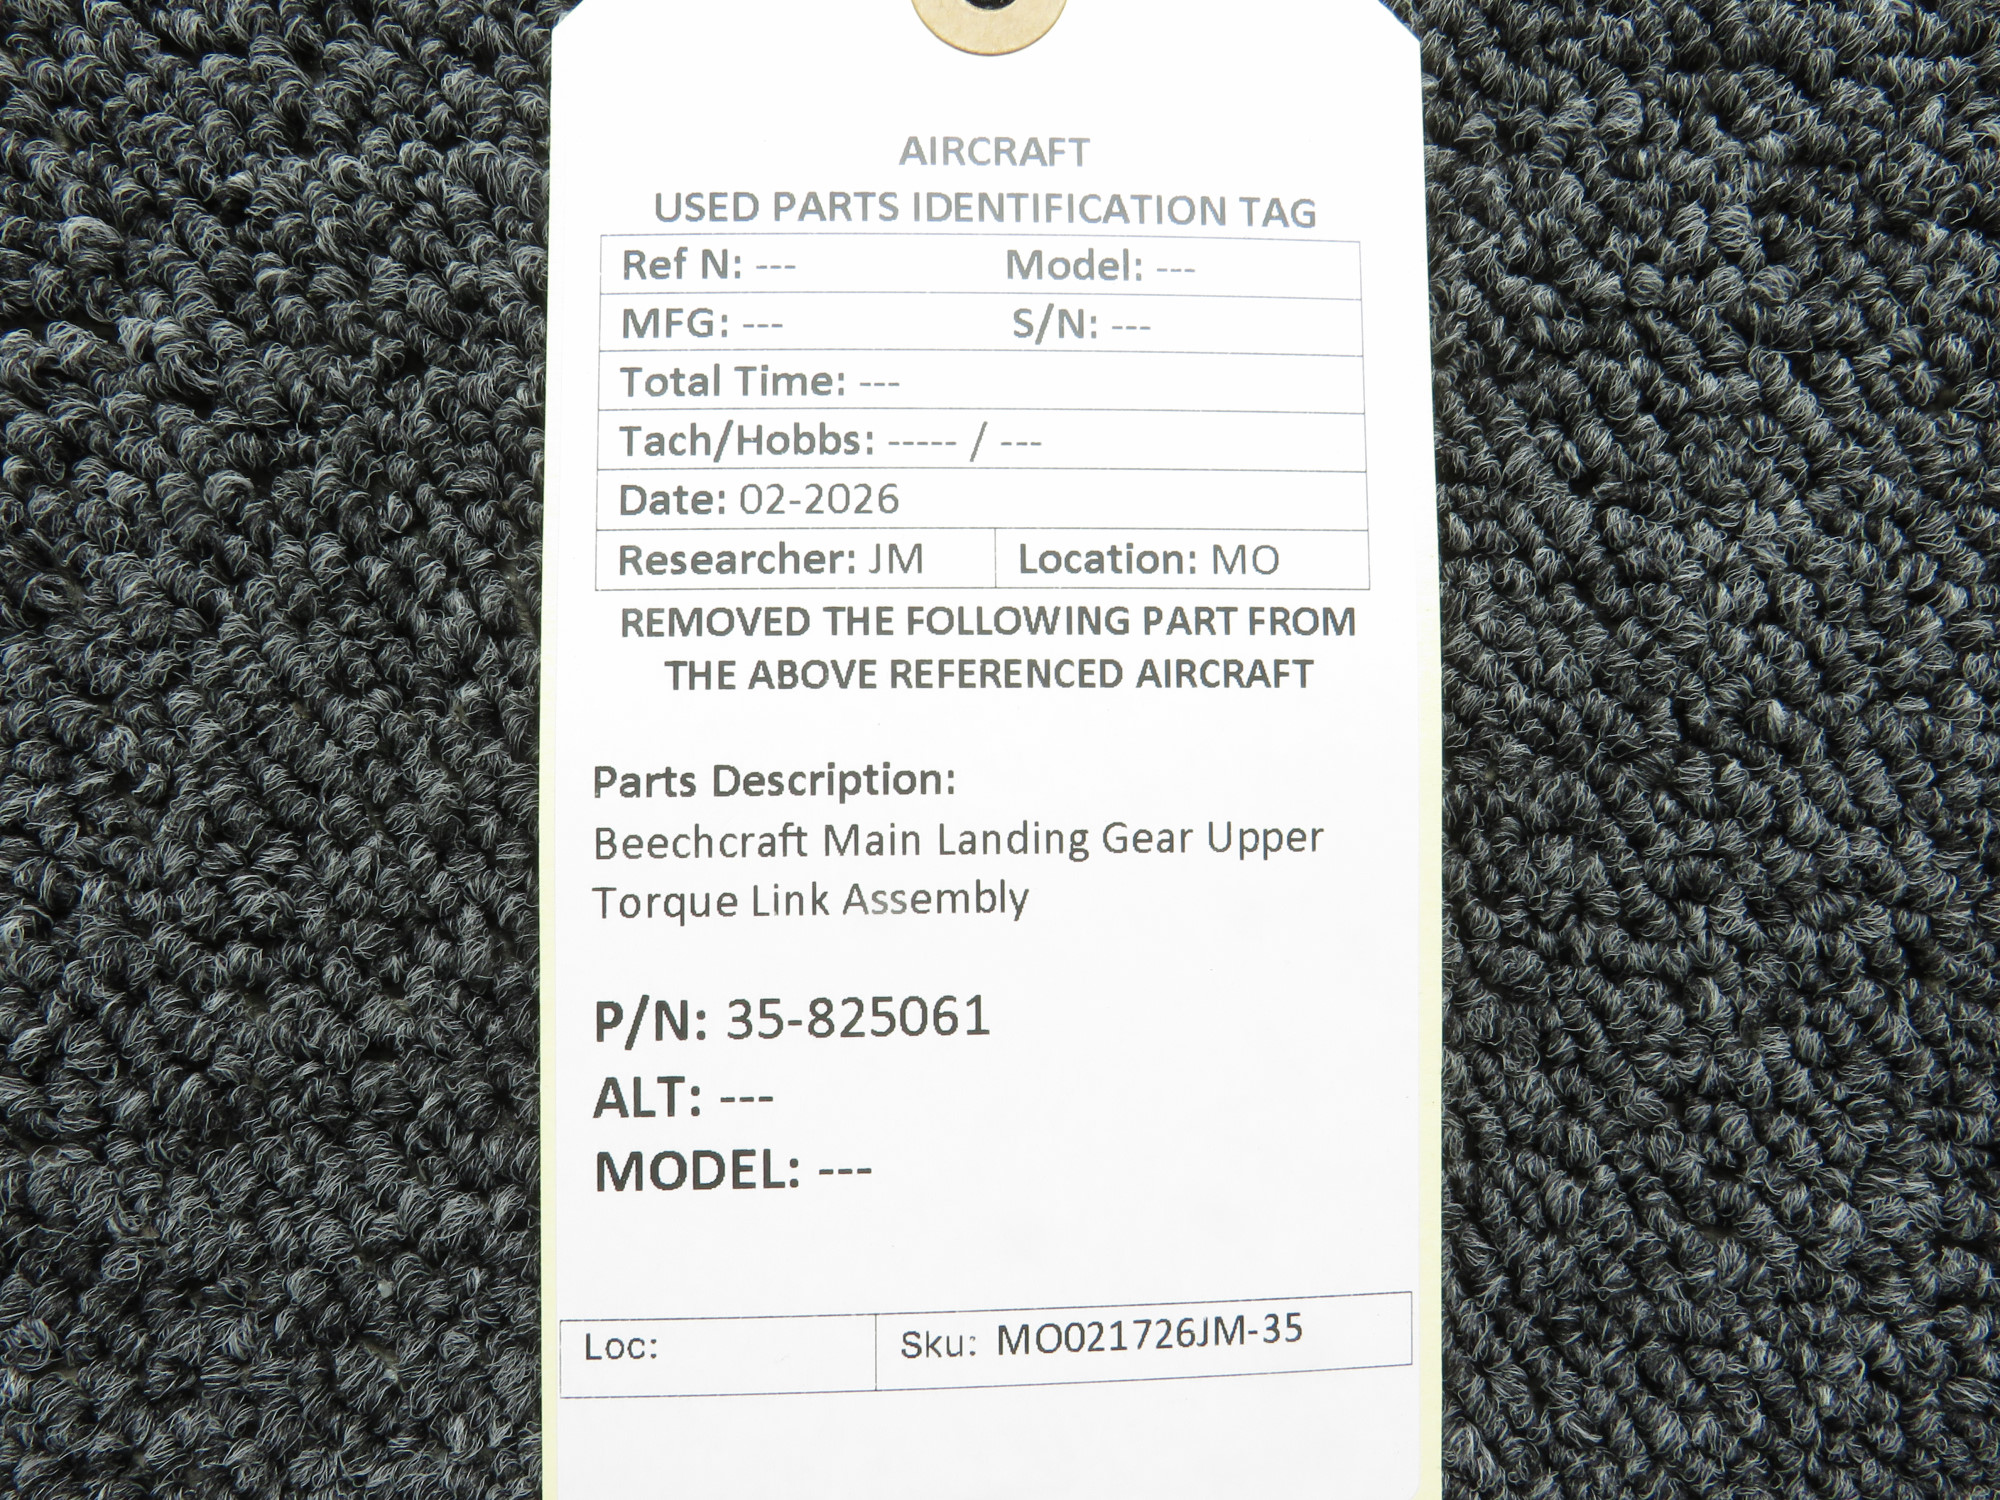 AIRCRAFT
USED PARTS IDENTIFICATION TAG
Ref N: --- Model: ---
MFG: --- S/N: ---
Total Time: ---
Tach/Hobbs: ----- / ---
Date: 02-2026
Researcher: JM Location: MO
REMOVED THE FOLLOWING PART FROM
THE ABOVE REFERENCED AIRCRAFT
Parts Description:
Beechcraft Main Landing Gear Upper
Torque Link Assembly
P/N: 35-825061
ALT: ---
MODEL: ---
Loc: Sku: MO021726JM-35